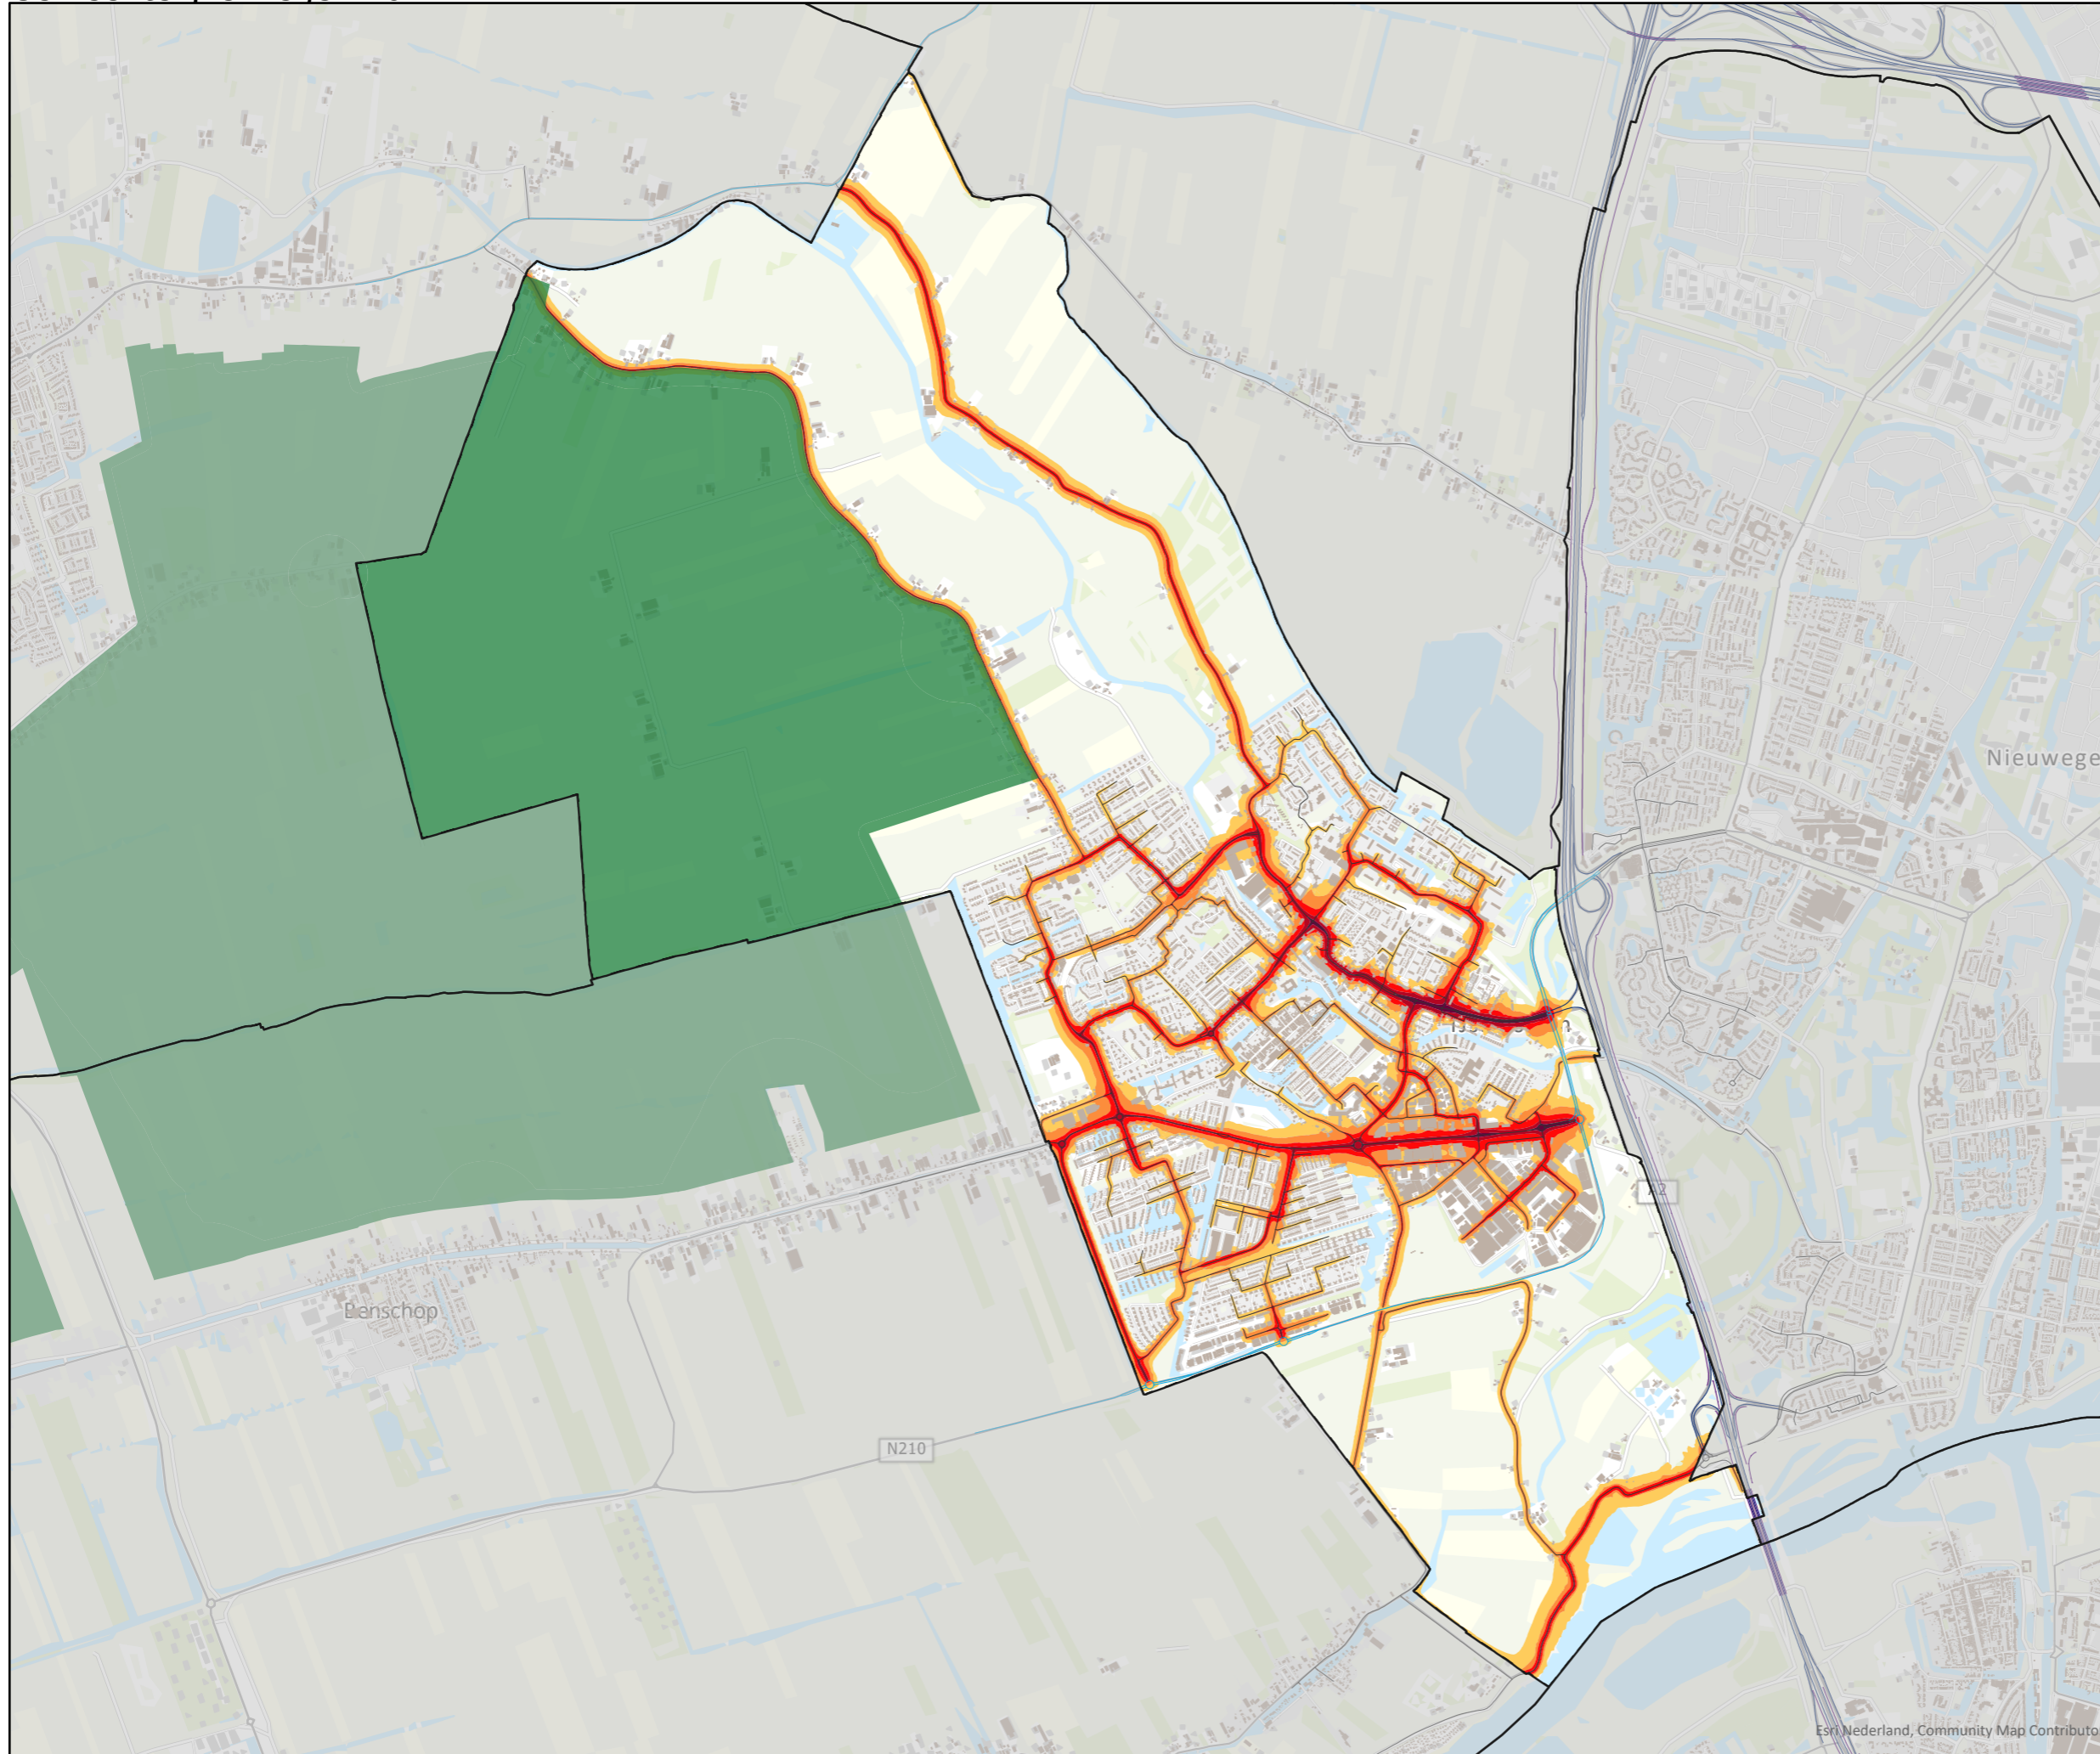 Nieuwege
A2
Benschop
N210
Esri Nederland, Community Map Contributo